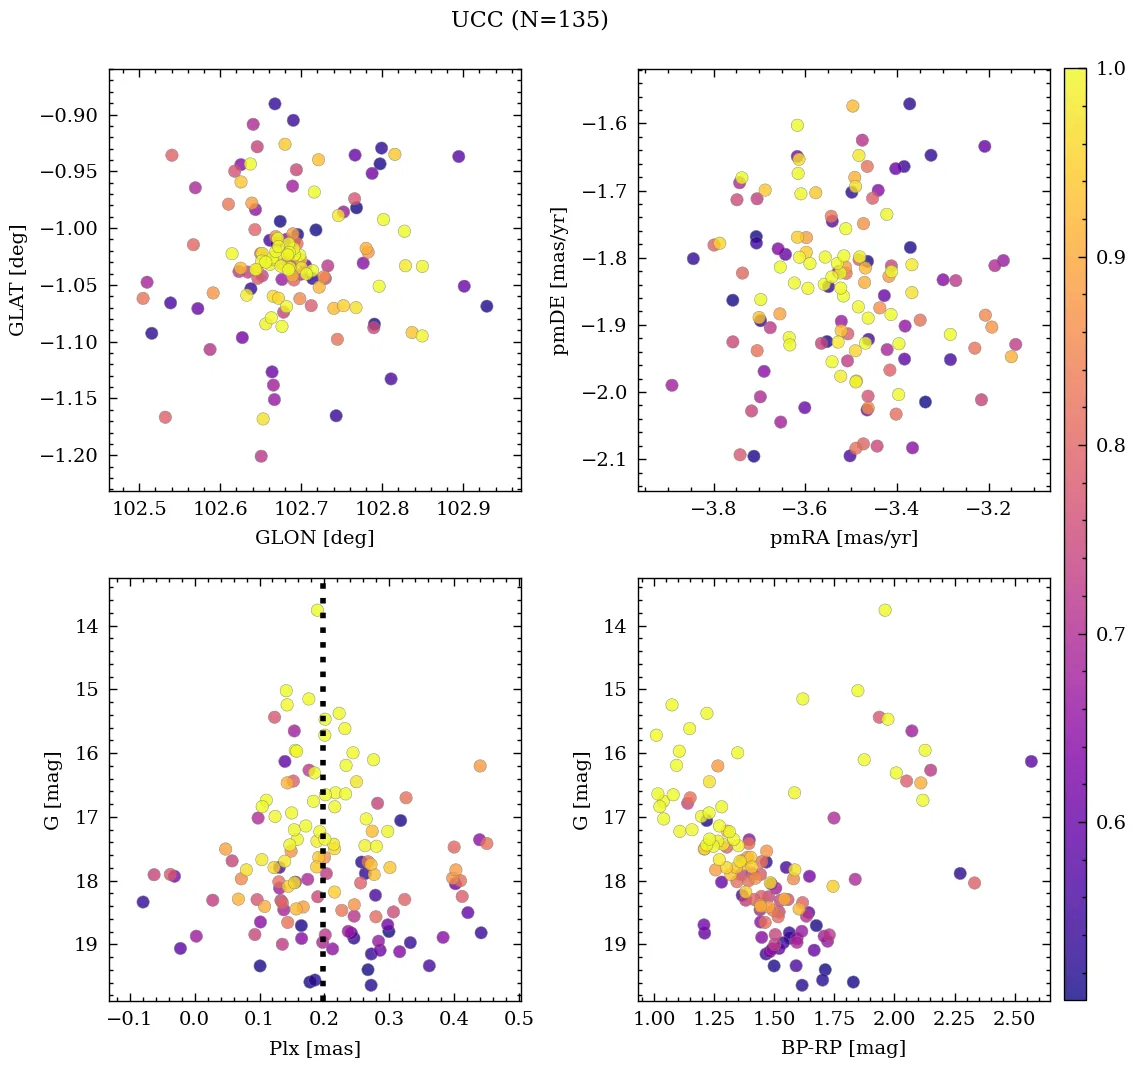 UCC (N=135)
−0.90
−0.95
−1.00
−1.05
−1.10
−1.15
−1.20
GLAT [deg]
102.5 102.6 102.7 102.8 102.9
GLON [deg]
−1.6
−1.7
−1.8
−1.9
−2.0
−2.1
pmDE [mas/yr]
−3.8 −3.6 −3.4 −3.2
pmRA [mas/yr]
14
15
16
17
18
19
G [mag]
−0.1 0.0 0.1 0.2 0.3 0.4 0.5
Plx [mas]
14
15
16
17
18
19
G [mag]
1.00 1.25 1.50 1.75 2.00 2.25 2.50
BP-RP [mag]
1.0
0.9
0.8
0.7
0.6